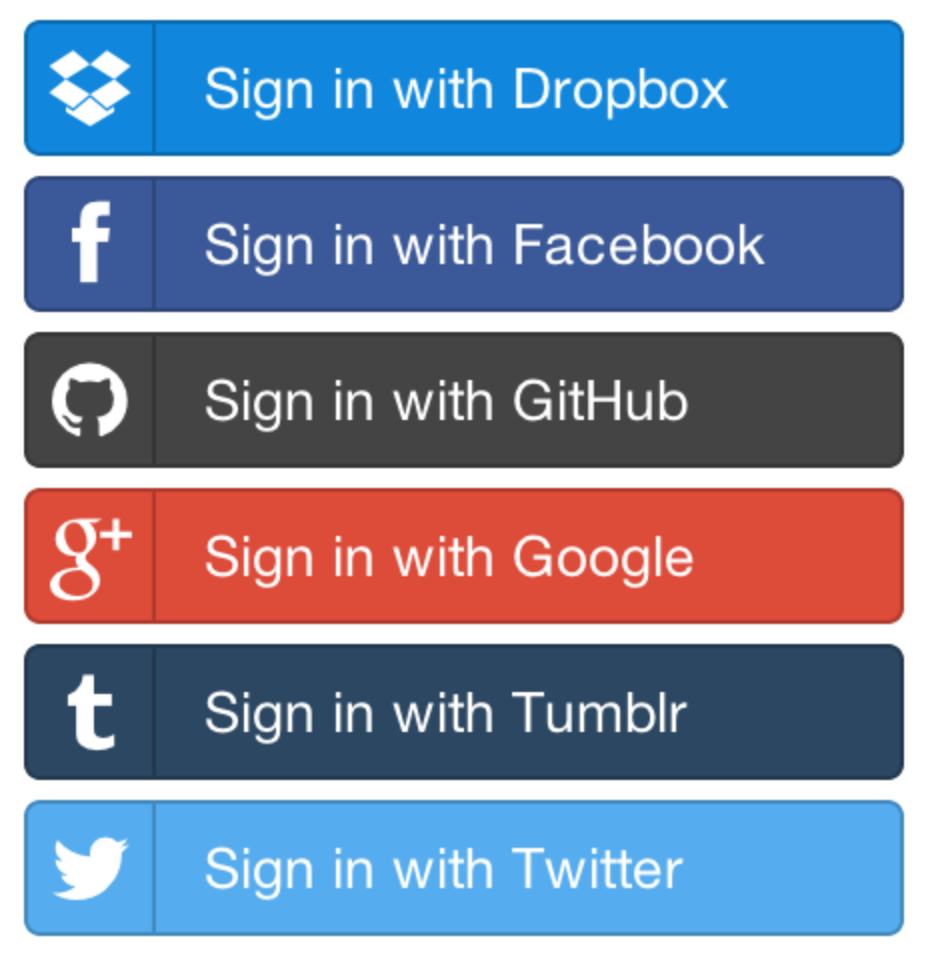 Sign in with Dropbox
f Sign in with Facebook
Sign in with GitHub
g+ Sign in with Google
t Sign in with Tumblr
Sign in with Twitter